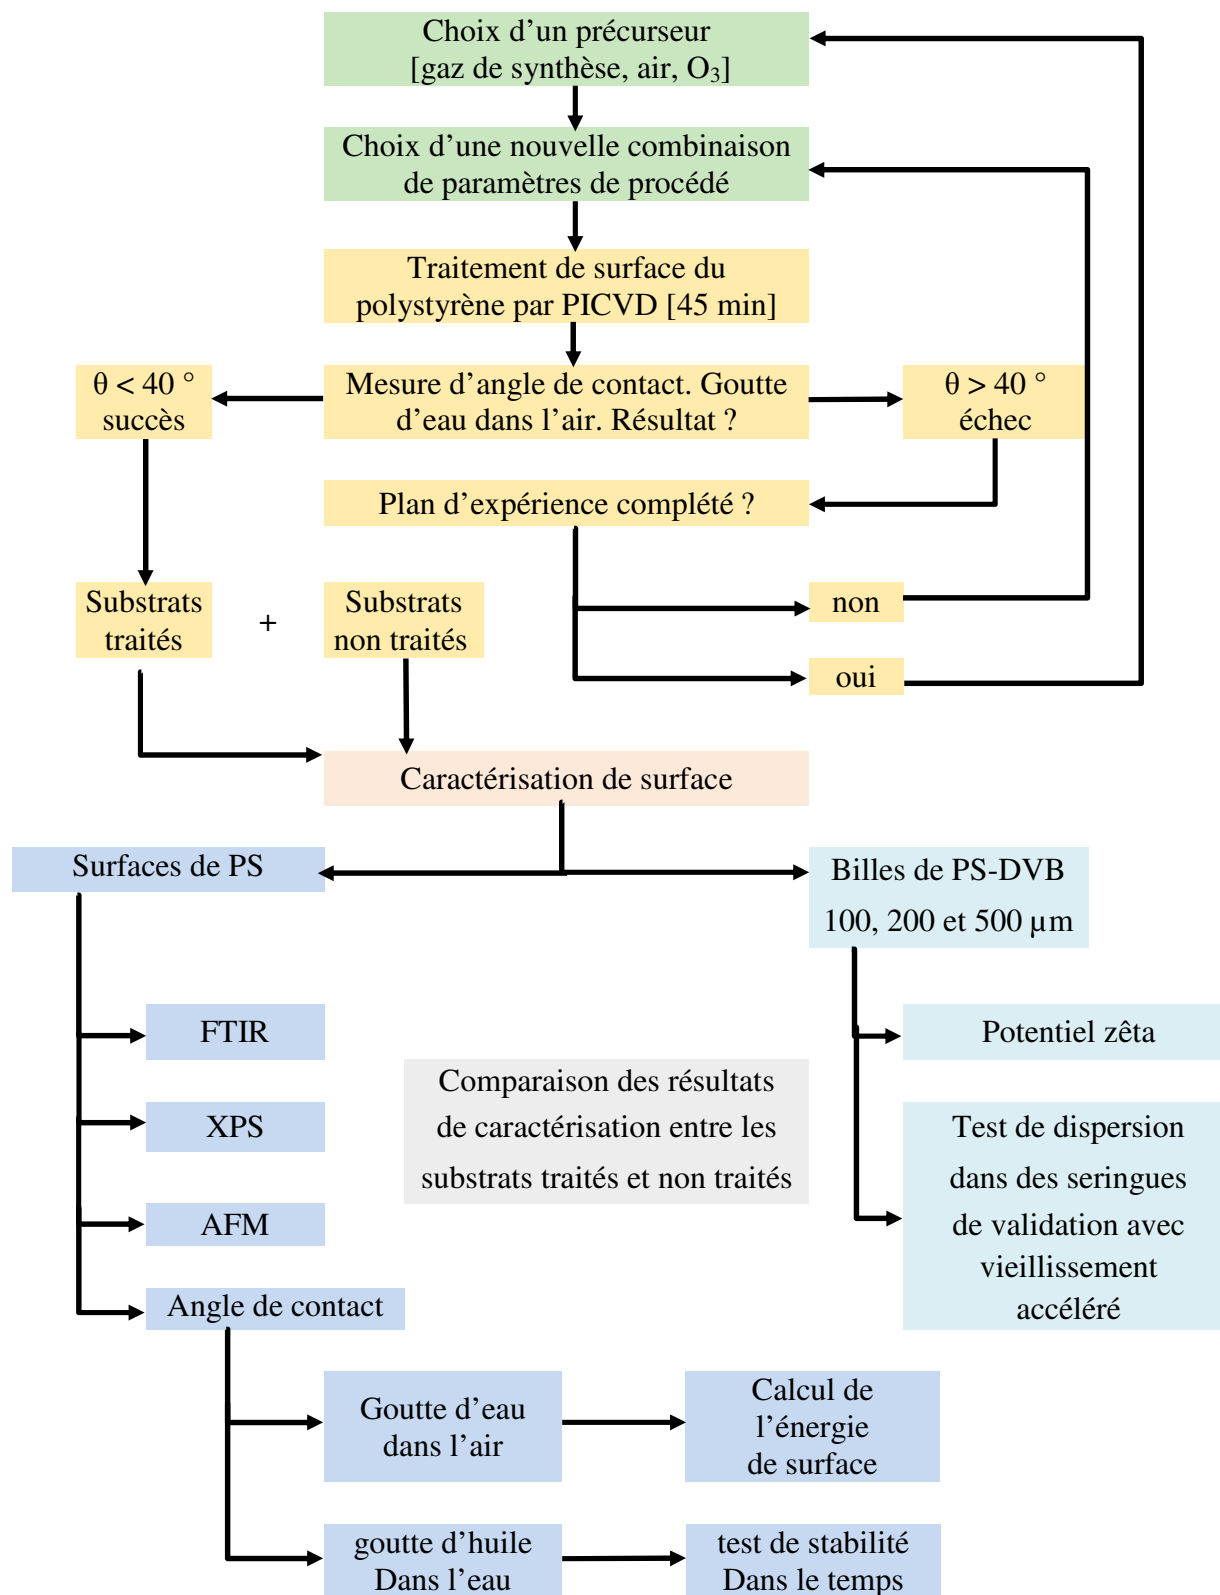 Choix d’un précurseur
[gaz de synthèse, air, O₃]
Choix d’une nouvelle combinaison
de paramètres de procédé
Traitement de surface du
polystyrène par PICVD [45 min]
θ < 40 °
succès
Mesure d’angle de contact. Goutte
d’eau dans l’air. Résultat ?
θ > 40 °
échec
Plan d’expérience complété ?
Substrats
traités
+
Substrats
non traités
non
oui
Caractérisation de surface
Surfaces de PS
Billes de PS-DVB
100, 200 et 500 µm
FTIR
XPS
AFM
Angle de contact
Comparaison des résultats
de caractérisation entre les
substrats traités et non traités
Potentiel zêta
Test de dispersion
dans des seringues
de validation avec
vieillissement
accéléré
Goutte d’eau
dans l’air
Calcul de
l’énergie
de surface
goutte d’huile
Dans l’eau
test de stabilité
Dans le temps